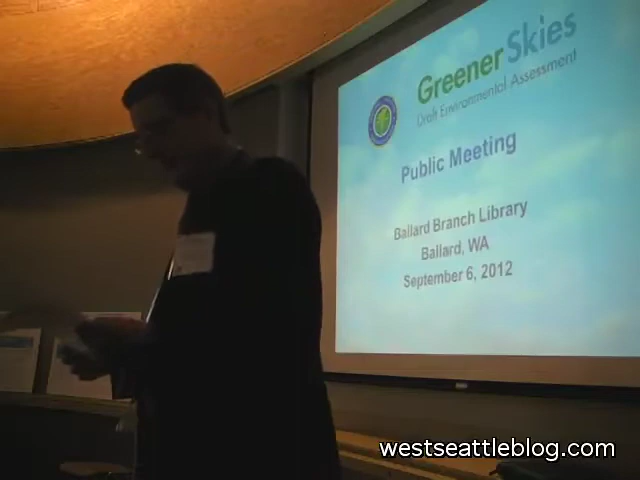 Greener Skies
Draft Environmental Assessment
Public Meeting
Ballard Branch Library
Ballard, WA
September 6, 2012
westseattleblog.com